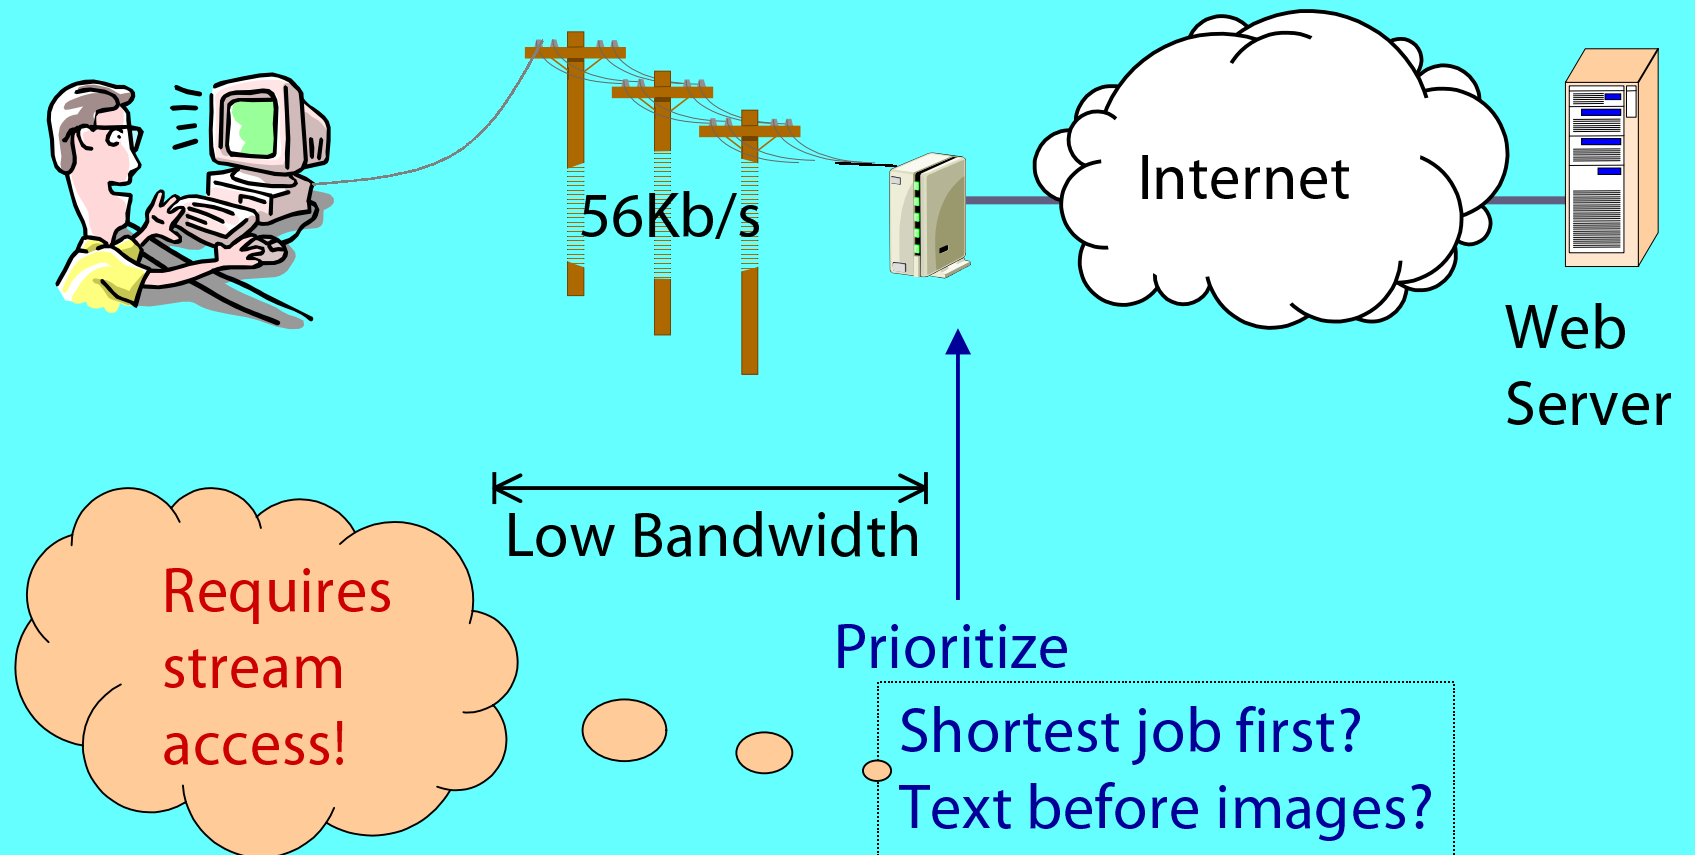 56Kb/s
Internet
Web
Server
Low Bandwidth
Requires
stream
access!
Prioritize
Shortest job first?
Text before images?